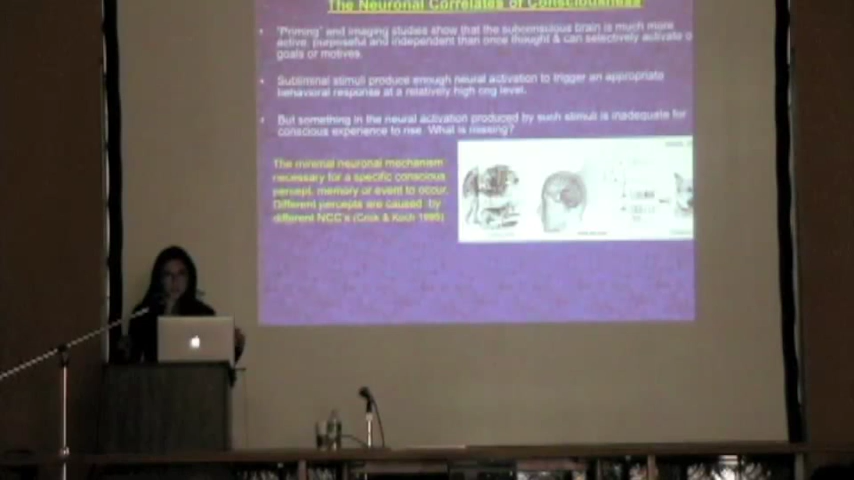 The Neuronal Correlates of Consciousness
• "Priming" and imaging studies show that the subconscious brain is much more
active, purposeful and independent than once thought & can selectively activate
goals or motives.
• Subliminal stimuli produce enough neural activation to trigger an appropriate
behavioral response at a relatively high cog level.
• But something in the neural activation produced by such stimuli is inadequate for
conscious experience to rise. What is missing?
The minimal neuronal mechanism
necessary for a specific conscious
percept, memory or event to occur.
Different percepts are caused by
different NCC's (Crick & Koch 1995)